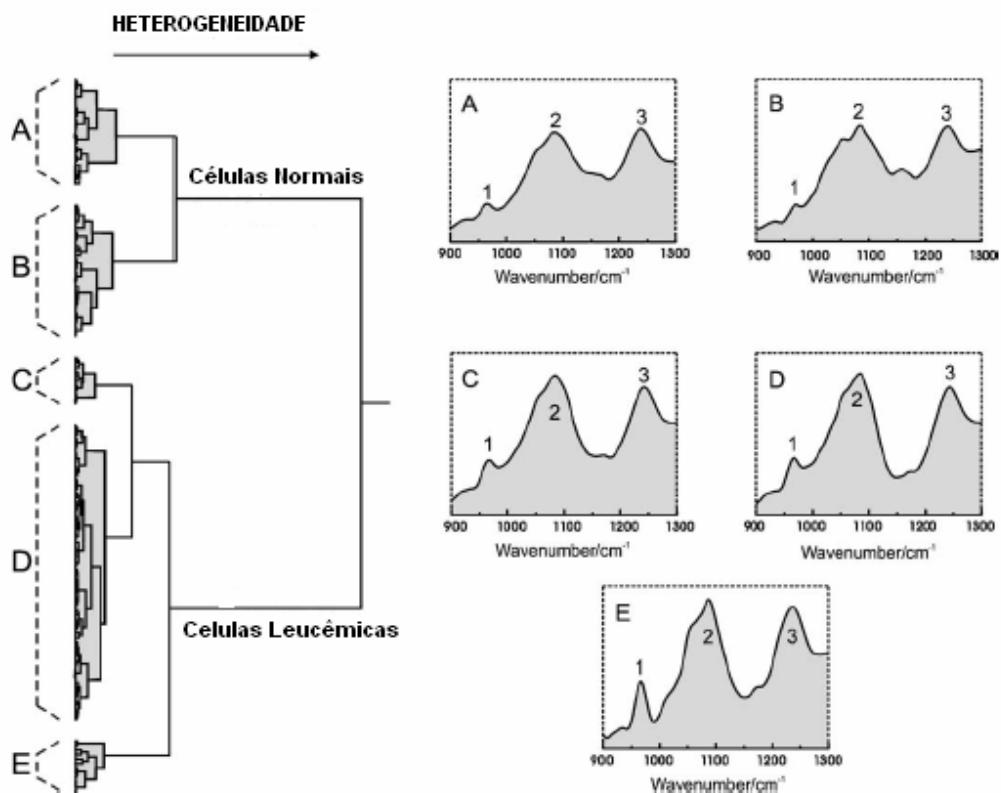 HETEROGENEIDADE
A
B
C
D
E
Células Normais
Celulas Leucêmicas
A
1
2
3
900 1000 1100 1200 1300
Wavenumber/cm-1
B
1
2
3
900 1000 1100 1200 1300
Wavenumber/cm-1
C
1
2
3
900 1000 1100 1200 1300
Wavenumber/cm-1
D
1
2
3
900 1000 1100 1200 1300
Wavenumber/cm-1
E
1
2
3
900 1000 1100 1200 1300
Wavenumber/cm-1